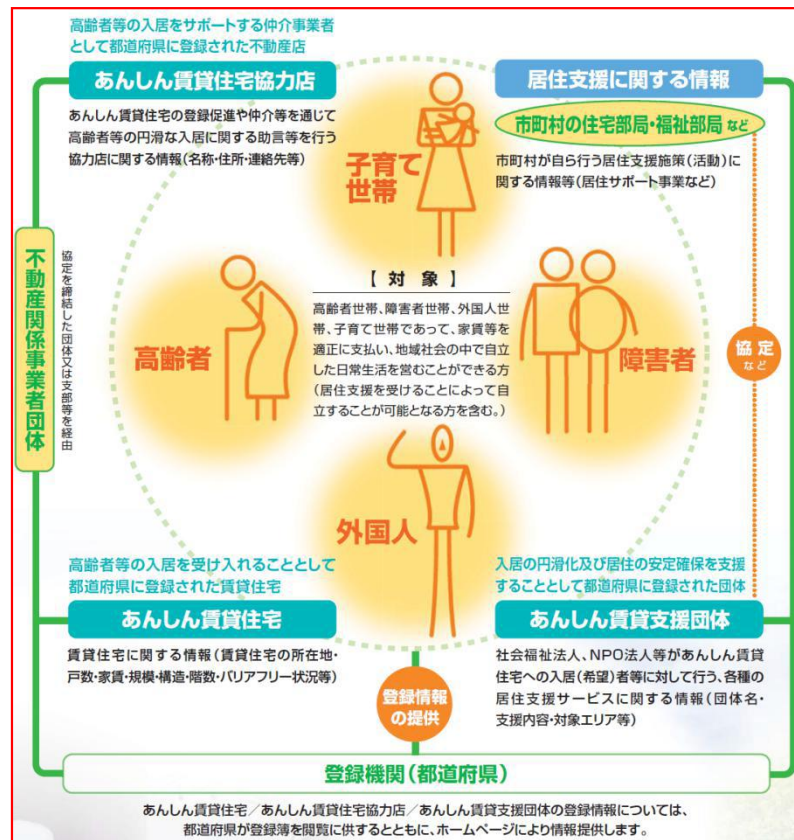 高齢者等の入居をサポートする仲介事業者
として都道府県に登録された不動産店
あんしん賃貸住宅協力店
あんしん賃貸住宅の登録促進や仲介等を通じて
高齢者等の円滑な入居に関する助言等を行う
協力店に関する情報(名称・住所・連絡先等)
居住支援に関する情報
市町村の住宅部局・福祉部局 など
市町村が自ら行う居住支援施策(活動)に
関する情報等(居住サポート事業など)
子育て
世帯
不動産関係事業者団体
協定を締結した団体又は支部等を経由
【 対 象 】
高齢者世帯、障害者世帯、外国人世
帯、子育て世帯であって、家賃等を
適正に支払い、地域社会の中で自立
した日常生活を営むことができる方
(居住支援を受けることによって自
立することが可能となる方を含む。)
高齢者
障害者
協 定
など
外国人
高齢者等の入居を受け入れることとして
都道府県に登録された賃貸住宅
あんしん賃貸住宅
賃貸住宅に関する情報(賃貸住宅の所在地・
戸数・家賃・規模・構造・階数・バリアフリー状況等)
入居の円滑化及び居住の安定確保を支援
することとして都道府県に登録された団体
あんしん賃貸支援団体
社会福祉法人、NPO法人等があんしん賃貸
住宅への入居(希望)者等に対して行う、各種の
居住支援サービスに関する情報(団体名・
支援内容・対象エリア等)
登録情報
の提供
登録機関(都道府県)
あんしん賃貸住宅/あんしん賃貸住宅協力店/あんしん賃貸支援団体の登録情報については、
都道府県が登録簿を閲覧に供するとともに、ホームページにより情報提供します。